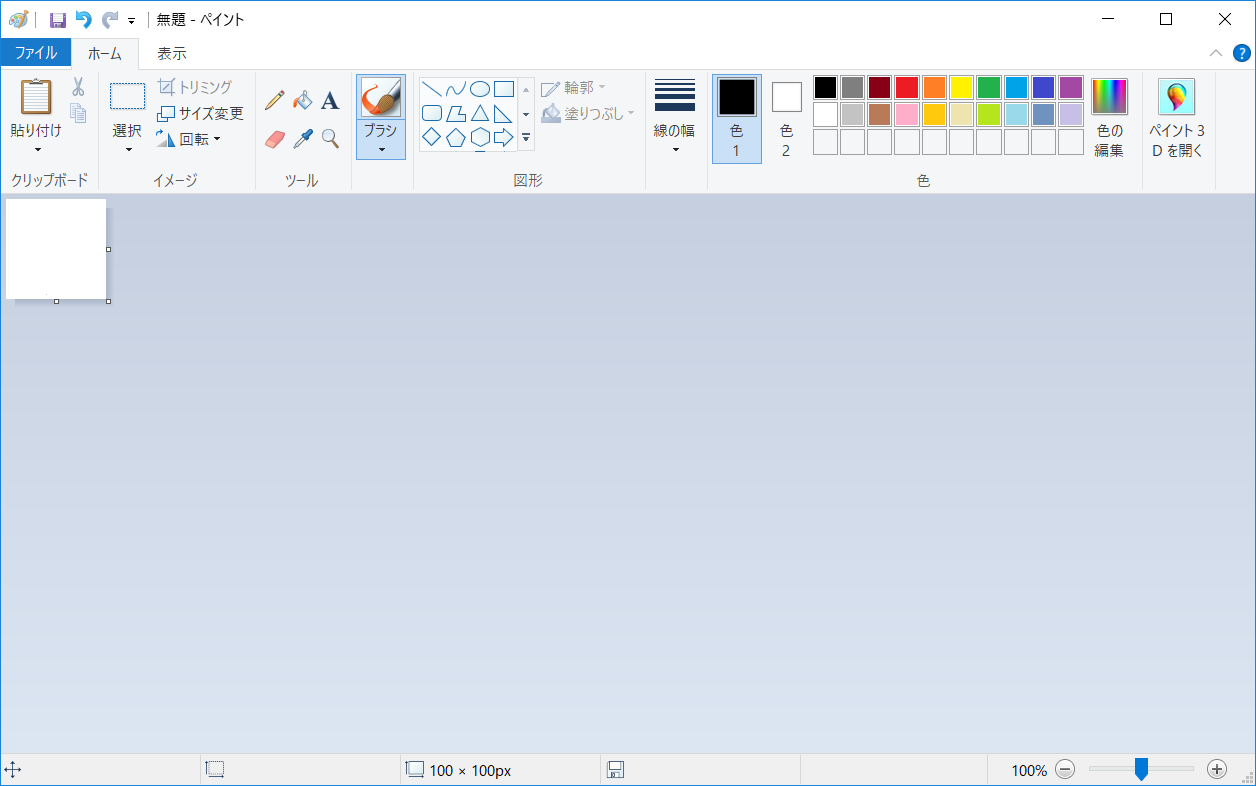 無題 - ペイント
ファイル
ホーム
表示
貼り付け
クリップボード
選択
トリミング
サイズ変更
回転
イメージ
A
ツール
ブラシ
輪郭
塗りつぶし
図形
線の幅
色
1
色
2
色の
編集
色
ペイント 3
D を開く
100 × 100px
100%